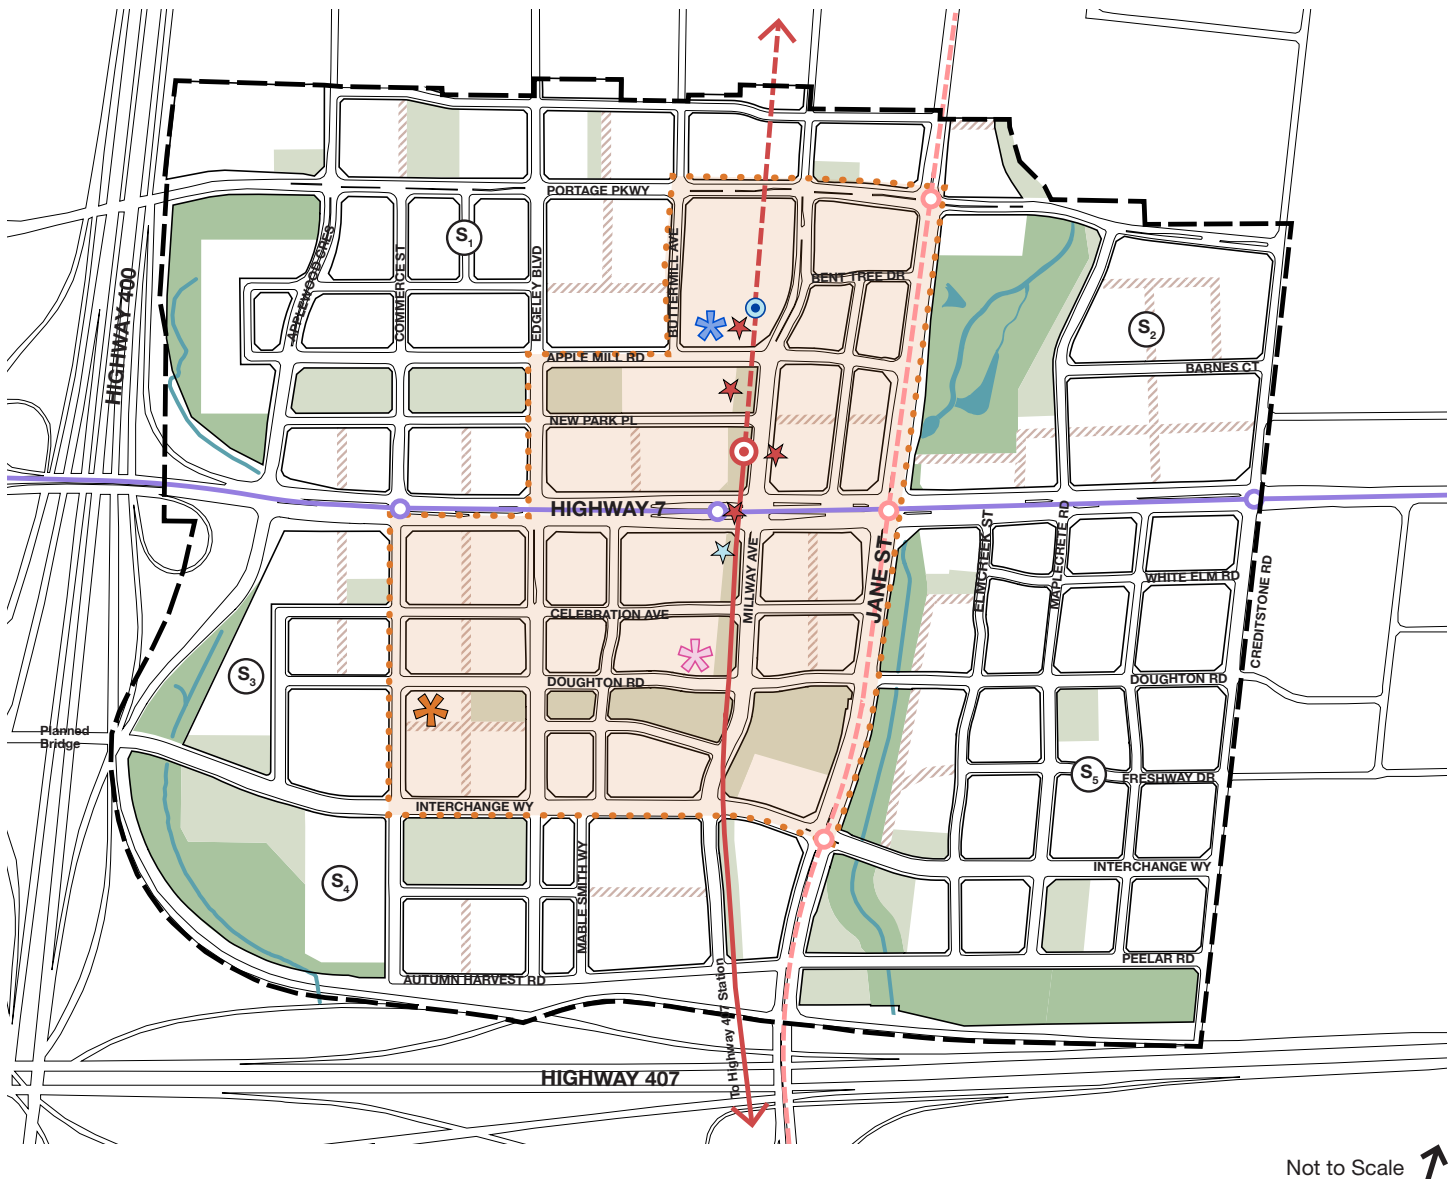 PORTAGE PKWY
S1
APPLEWOOD CRES
COMMERCE ST
EDGELEY BLVD
BUTTERMILL AVE
BENT TREE DR
HIGHWAY 400
S2
APPLE MILL RD
BARNES CT
NEW PARK PL
HIGHWAY 7
MILLWAY AVE
JANE ST
ELMCREEK ST
MAPLECRETE RD
WHITE ELM RD
CREDITSTONE RD
CELEBRATION AVE
S3
DOUGHTON RD
DOUGHTON RD
Planned
Bridge
S5
FRESHWAY DR
INTERCHANGE WY
INTERCHANGE WY
S4
MABLE SMITH WY
PEELAR RD
AUTUMN HARVEST RD
To Highway 407 Station
HIGHWAY 407
Not to Scale